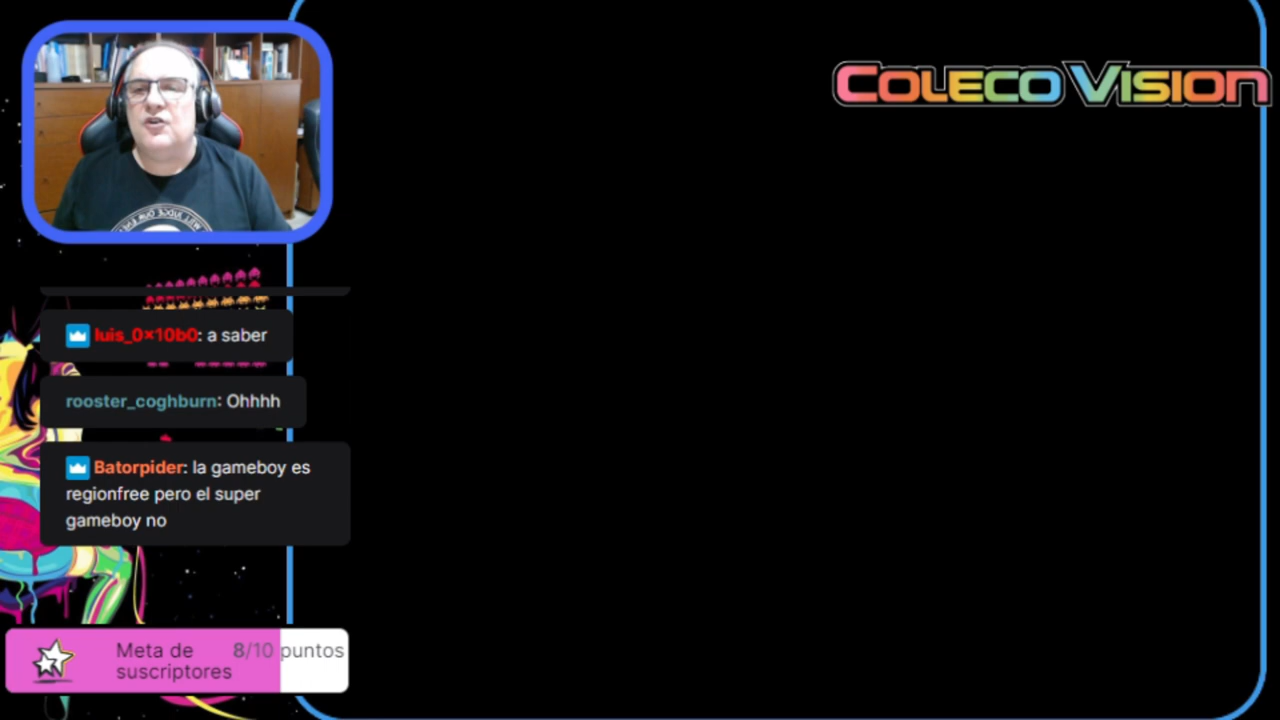 COLECOVISION
luis_0x10b0: a saber
rooster_coghburn: Ohhhh
Batorpider: la gameboy es
regionfree pero el super
gameboy no
Meta de
suscriptores
8/10 puntos